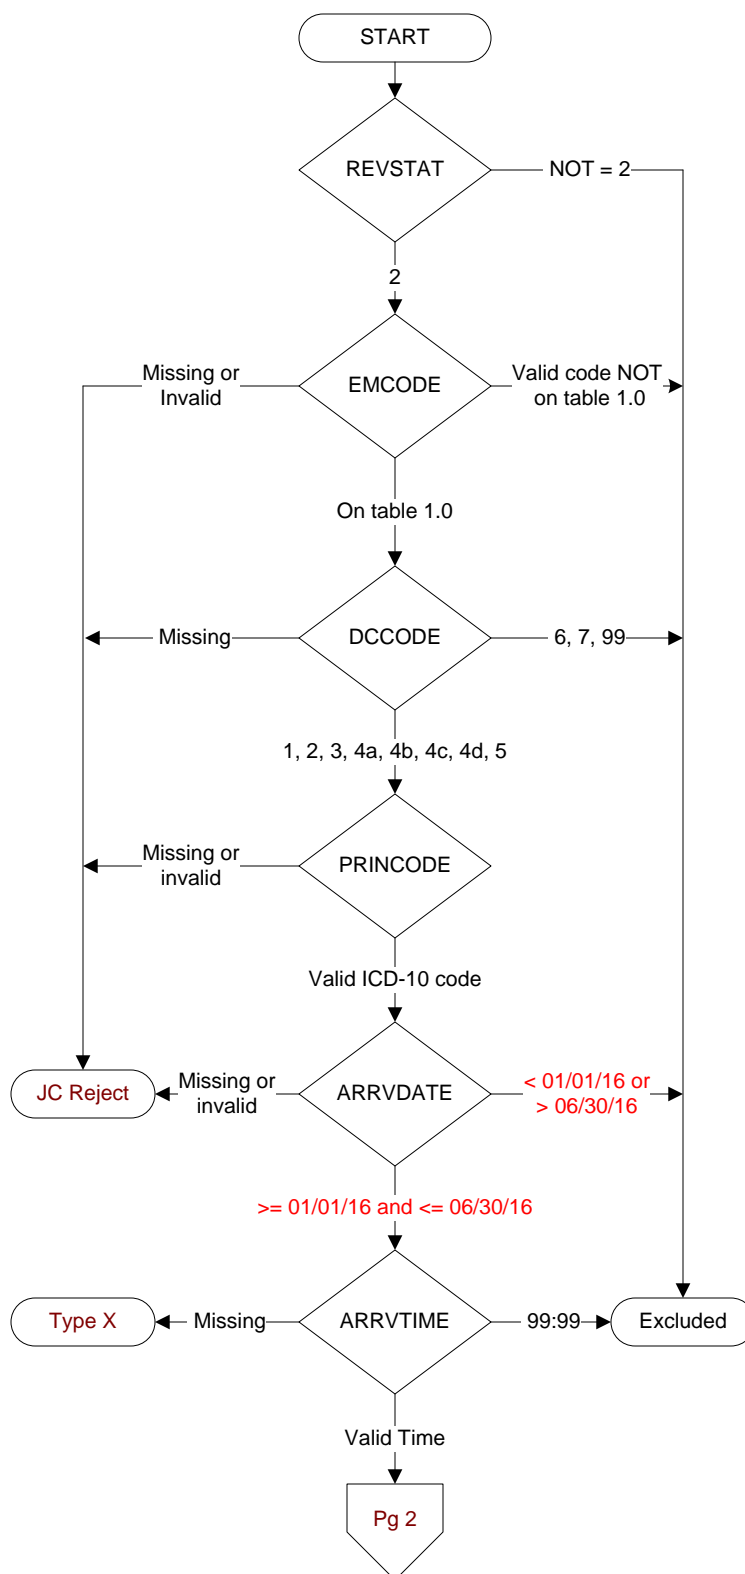 START
REVSTAT
NOT = 2
2
Missing or
Invalid
EMCODE
Valid code NOT
on table 1.0
On table 1.0
Missing
DCCODE
6, 7, 99
1, 2, 3, 4a, 4b, 4c, 4d, 5
Missing or
invalid
PRINCODE
Valid ICD-10 code
JC Reject
Missing or
invalid
ARRVDATE
< 01/01/16 or
> 06/30/16
>= 01/01/16 and <= 06/30/16
Type X
Missing
ARRVTIME
99:99
Excluded
Valid Time
Pg 2